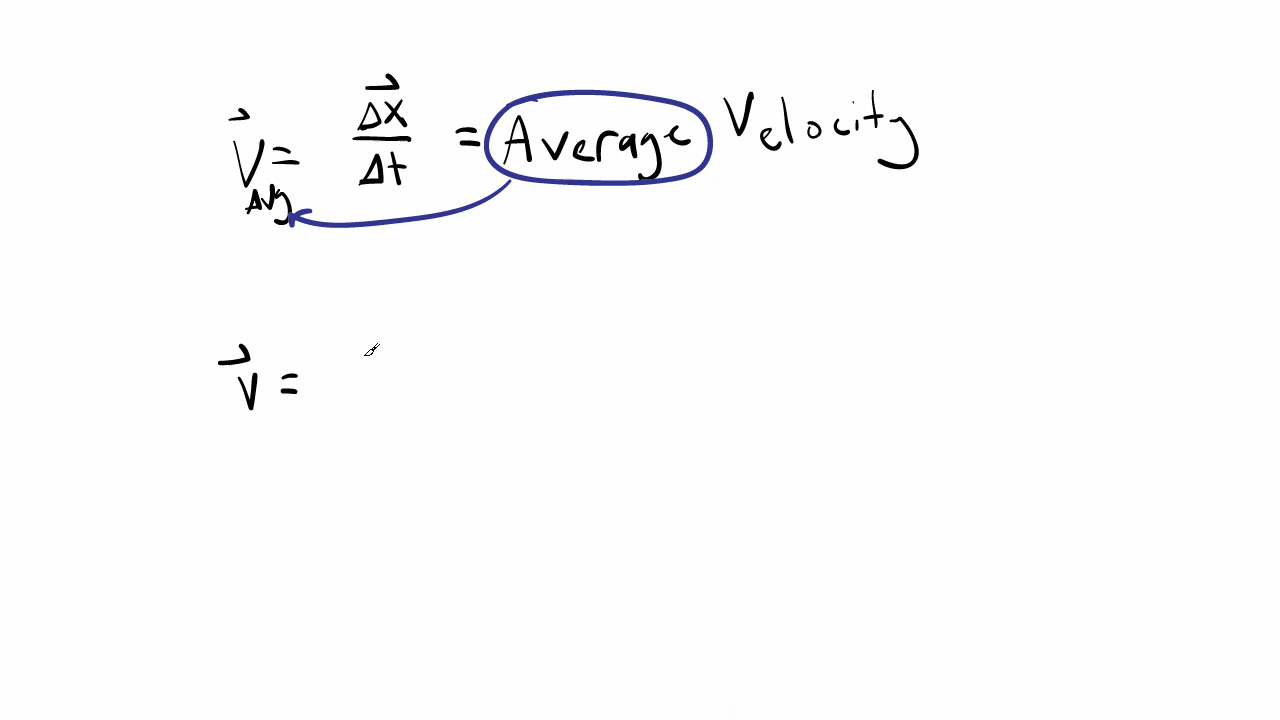 V⃗Avg = Δx⃗/Δt = Average Velocity
v⃗ =